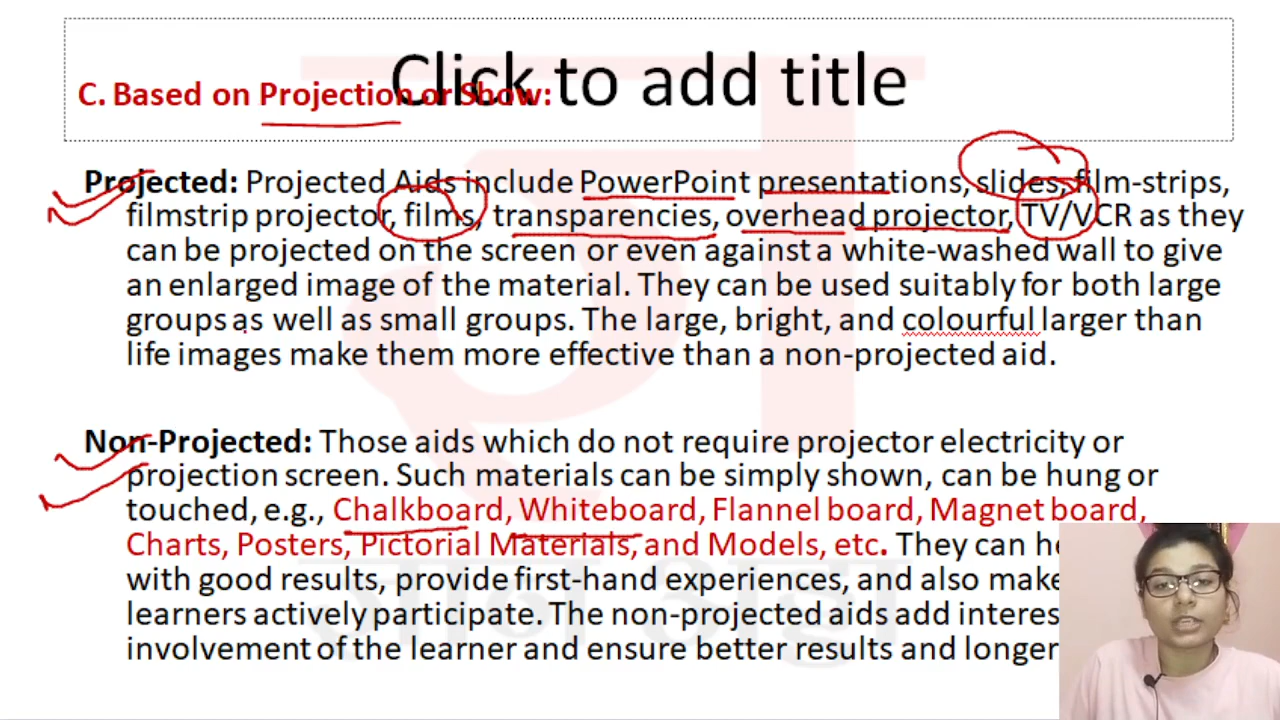 Click to add title
C. Based on Projection or Show:
Projected: Projected Aids include PowerPoint presentations, slides, film-strips,
filmstrip projector, films, transparencies, overhead projector, TV/VCR as they
can be projected on the screen or even against a white-washed wall to give
an enlarged image of the material. They can be used suitably for both large
groups as well as small groups. The large, bright, and colourful larger than
life images make them more effective than a non-projected aid.
Non-Projected: Those aids which do not require projector electricity or
projection screen. Such materials can be simply shown, can be hung or
touched, e.g., Chalkboard, Whiteboard, Flannel board, Magnet board,
Charts, Posters, Pictorial Materials, and Models, etc. They can
with good results, provide first-hand experiences, and also make
learners actively participate. The non-projected aids add
involvement of the learner and ensure better results and longer